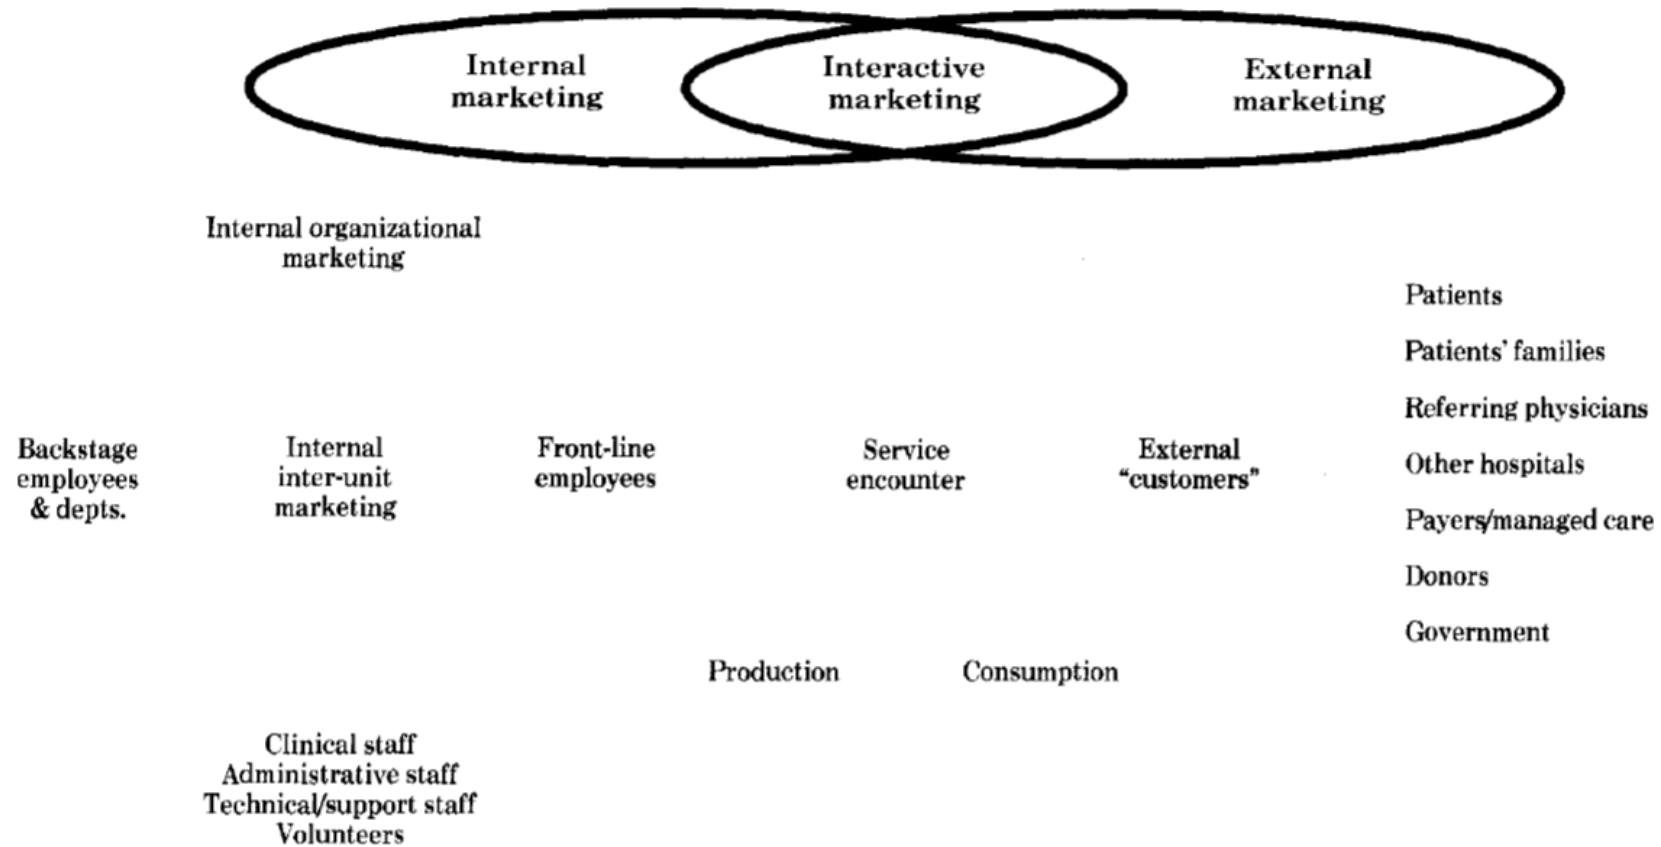 Internal
marketing
Interactive
marketing
External
marketing
Internal organizational
marketing
Backstage
employees
& depts.
Internal
inter-unit
marketing
Front-line
employees
Service
encounter
External
“customers”
Patients
Patients’ families
Referring physicians
Other hospitals
Payers/managed care
Donors
Government
Production
Consumption
Clinical staff
Administrative staff
Technical/support staff
Volunteers